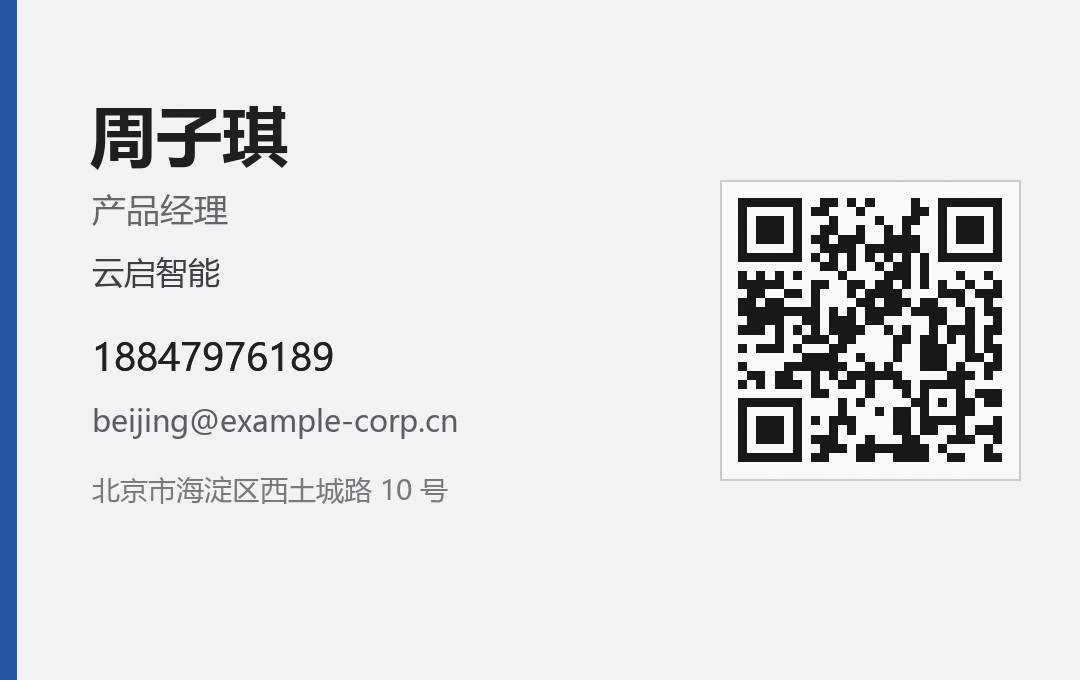 周子琪
产品经理
云启智能
18847976189
beijing@example-corp.cn
北京市海淀区西土城路 10 号